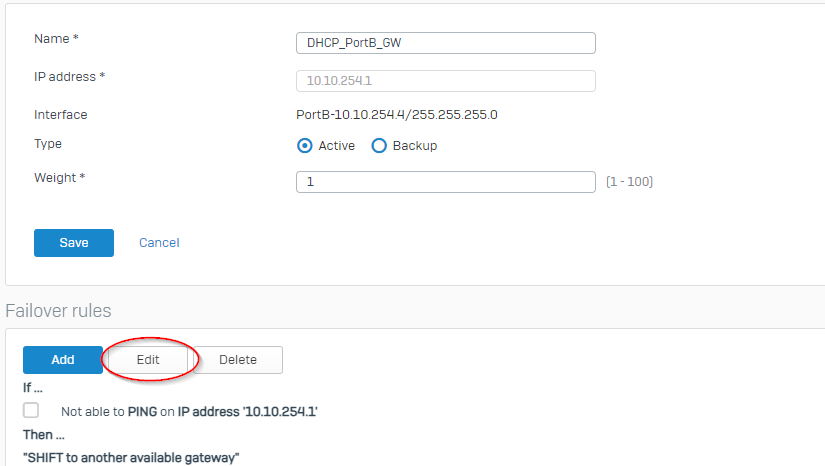 Name * DHCP_PortB_GW
IP address * 10.10.254.1
Interface PortB-10.10.254.4/255.255.255.0
Type Active Backup
Weight * 1 (1 - 100)
Save Cancel
Failover rules
Add Edit Delete
If ...
Not able to PING on IP address '10.10.254.1'
Then ...
"SHIFT to another available gateway"